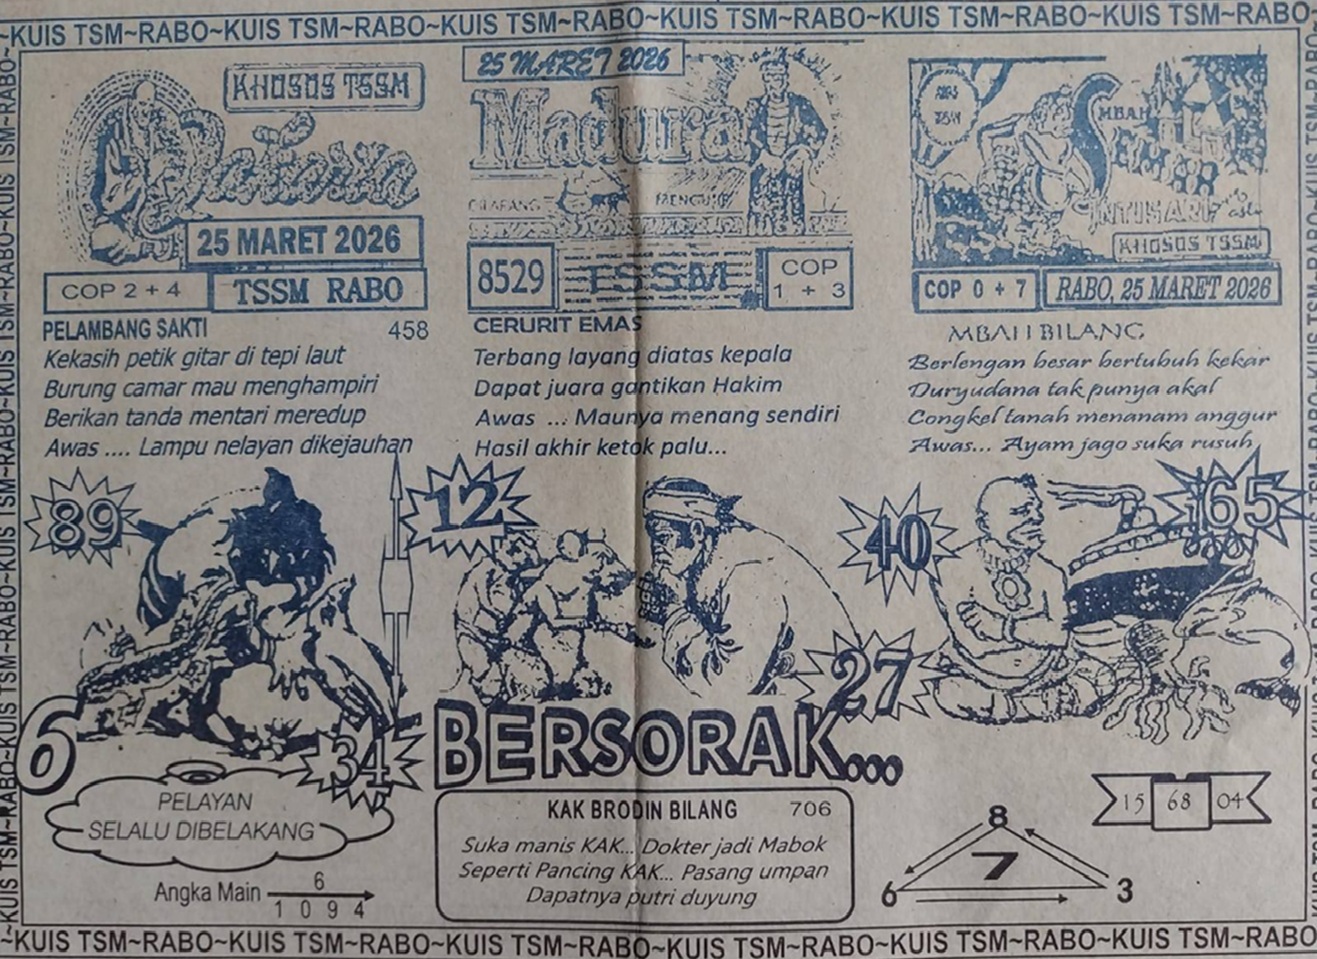 ~KUIS TSM~RABO~KUIS TSM~RABO~KUIS TSM~RABO~KUIS TSM~RABO~KUIS TSM~RABO~KUIS TSM~RABO
KHOSOS TSSM
25 MARET 2026
COP 2 + 4
TSSM RABO
PELAMBANG SAKTI 458
Kekasih petik gitar di tepi laut
Burung camar mau menghampiri
Berikan tanda mentari meredup
Awas .... Lampu nelayan dikejauhan
89
6
34
PELAYAN
SELALU DIBELAKANG
Angka Main 6
1 0 9 4
25 MARET 2026
Madura
8529
TSSM
COP
1 + 3
CERURIT EMAS
Terbang layang diatas kepala
Dapat juara gantikan Hakim
Awas ... Maunya menang sendiri
Hasil akhir ketok palu...
12
27
BERSORAK...
KAK BRODIN BILANG 706
Suka manis KAK... Dokter jadi Mabok
Seperti Pancing KAK... Pasang umpan
Dapatnya putri duyung
MBAH
SEMAR
KHOSOS TSSM
COP 0 + 7
RABO, 25 MARET 2026
MBAH BILANG
Berlengan besar bertubuh kekar
Duryudana tak punya akal
Congkel tanah menanam anggur
Awas... Ayam jago suka rusuh
40
65
15 68 04
8
7
6 3
~KUIS TSM~RABO~KUIS TSM~RABO~KUIS TSM~RABO~KUIS TSM~RABO~KUIS TSM~RABO~KUIS TSM~RABO